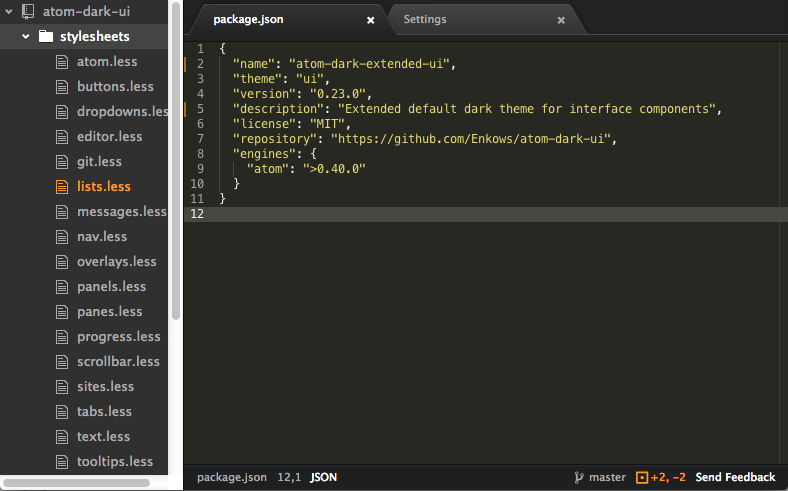 atom-dark-ui
stylesheets
atom.less
buttons.less
dropdowns.les
editor.less
git.less
lists.less
messages.less
nav.less
overlays.less
panels.less
panes.less
progress.less
scrollbar.less
sites.less
tabs.less
text.less
tooltips.less
package.json Settings
1 {
2 "name": "atom-dark-extended-ui",
3 "theme": "ui",
4 "version": "0.23.0",
5 "description": "Extended default dark theme for interface components",
6 "license": "MIT",
7 "repository": "https://github.com/Enkows/atom-dark-ui",
8 "engines": {
9 "atom": ">0.40.0"
10 }
11 }
12
package.json 12,1 JSON master +2, -2 Send Feedback